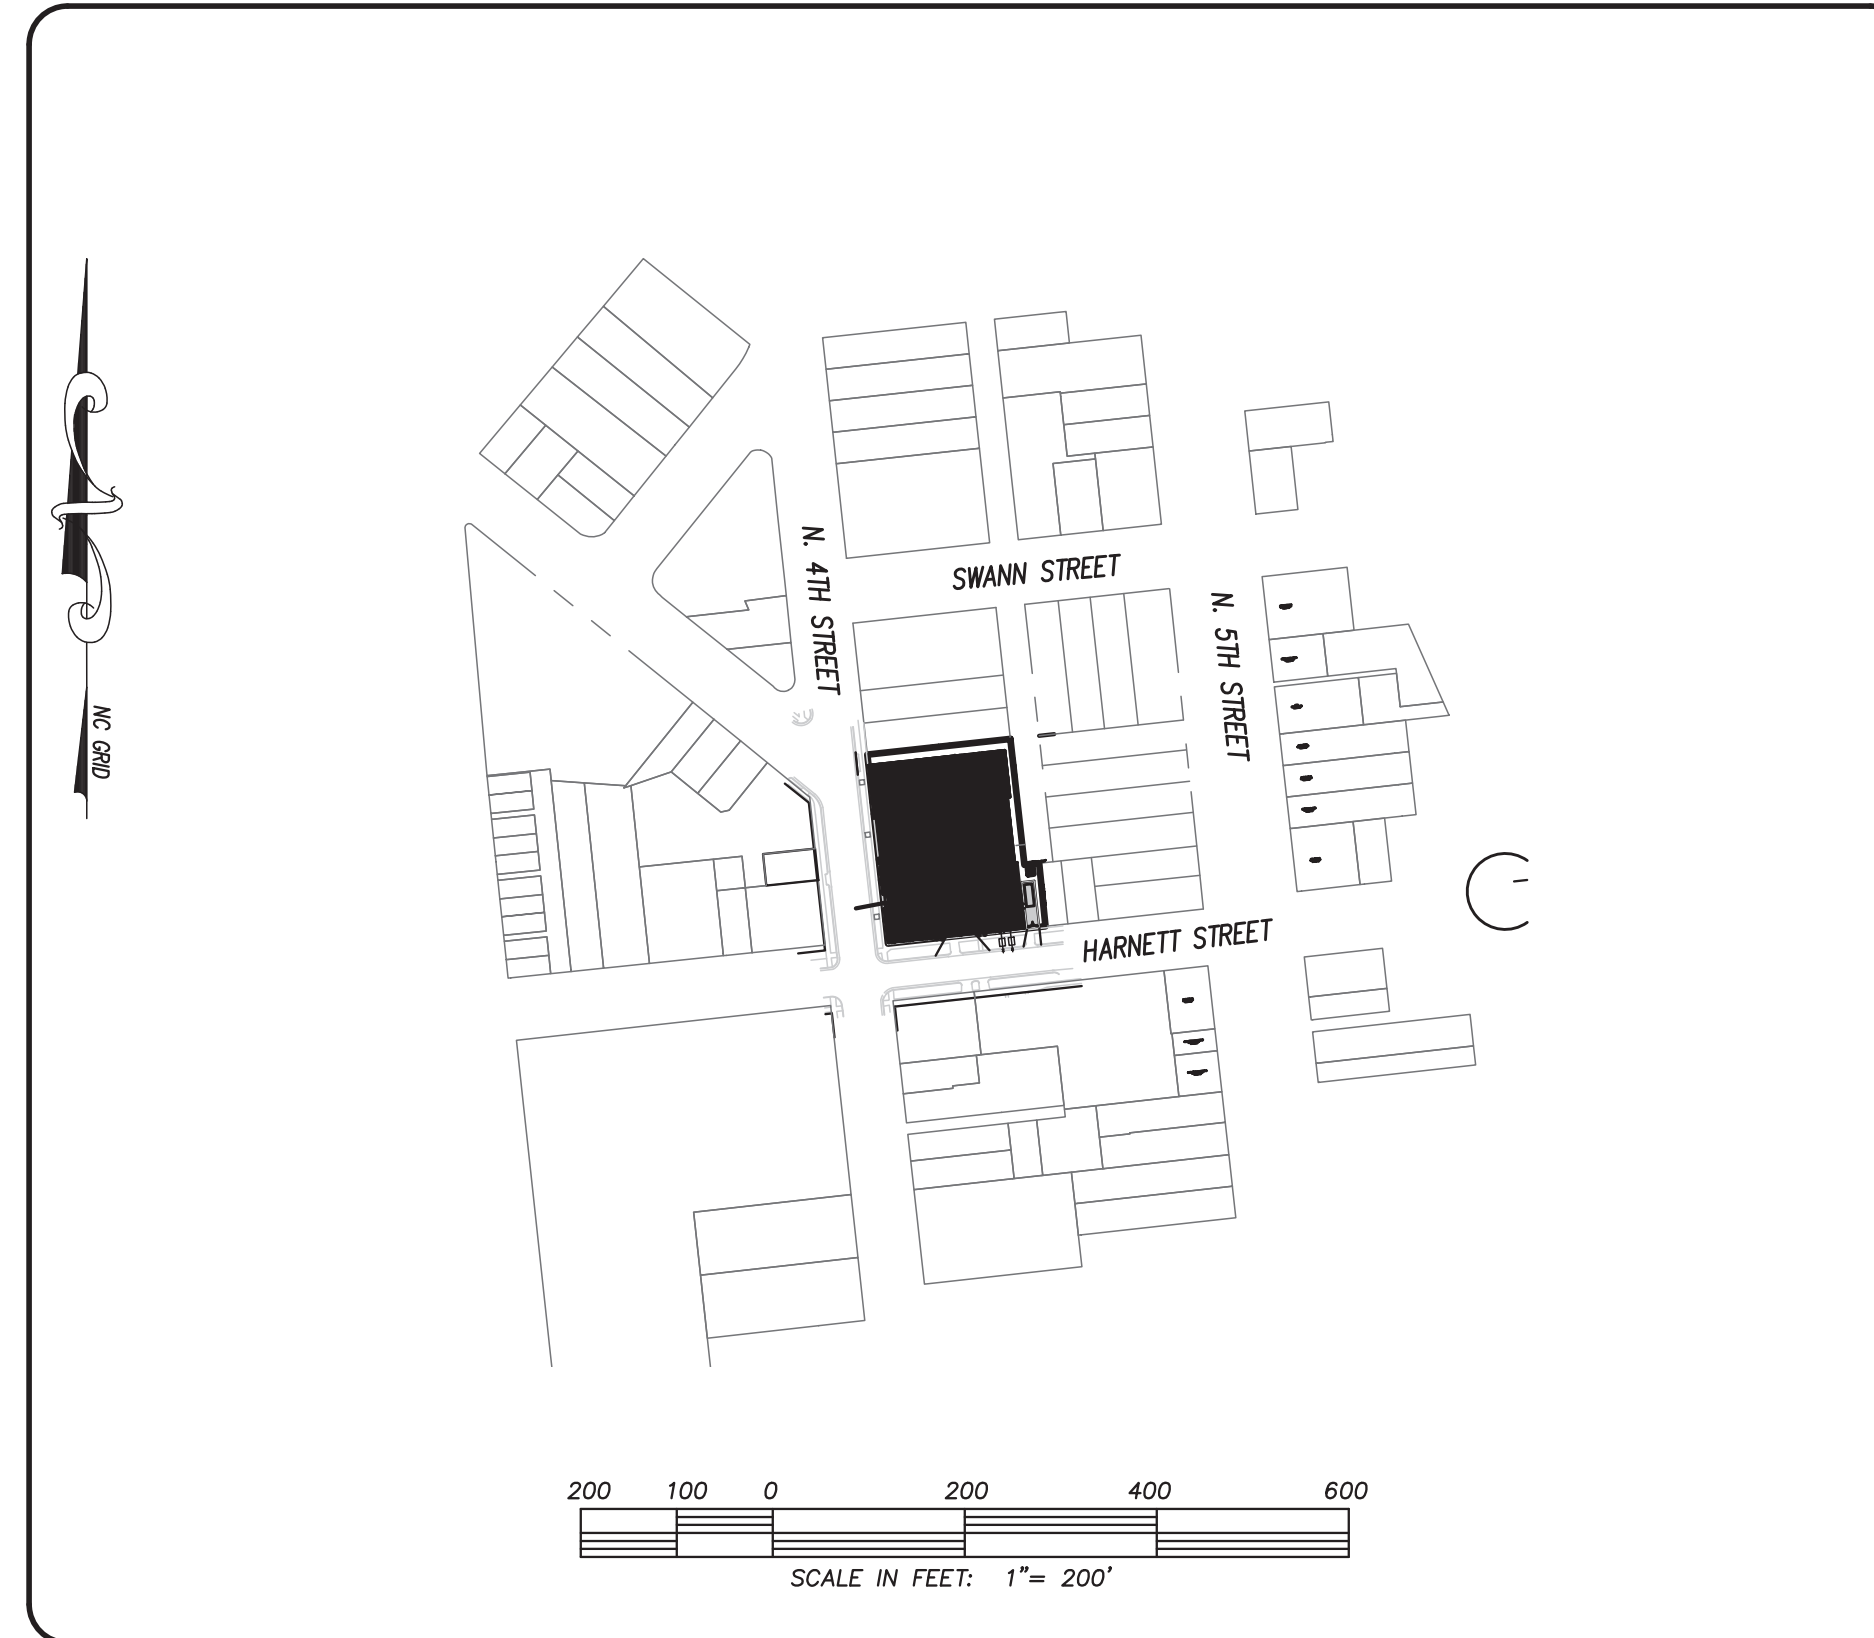 N. 4TH STREET
SWANN STREET
N. 5TH STREET
NC GRID
HARNETT STREET
200 100 0 200 400 600
SCALE IN FEET: 1"= 200'